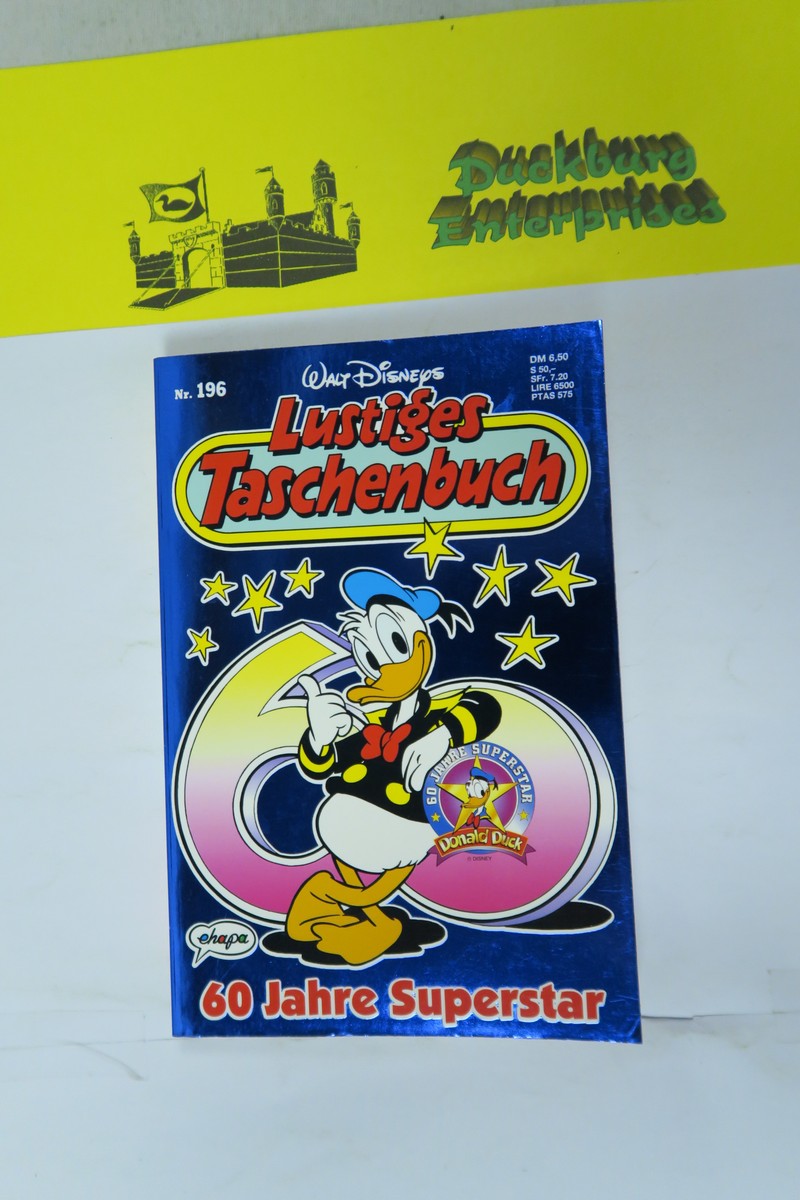 Duckburg
Enterprises
Nr. 196
WALT DISNEYS
Lustiges
Taschenbuch
DM 6,50
S 50,–
SFr. 7.20
LIRE 6500
PTAS 575
60 JAHRE SUPERSTAR
Donald Duck
© DISNEY
ehapa
60 Jahre Superstar